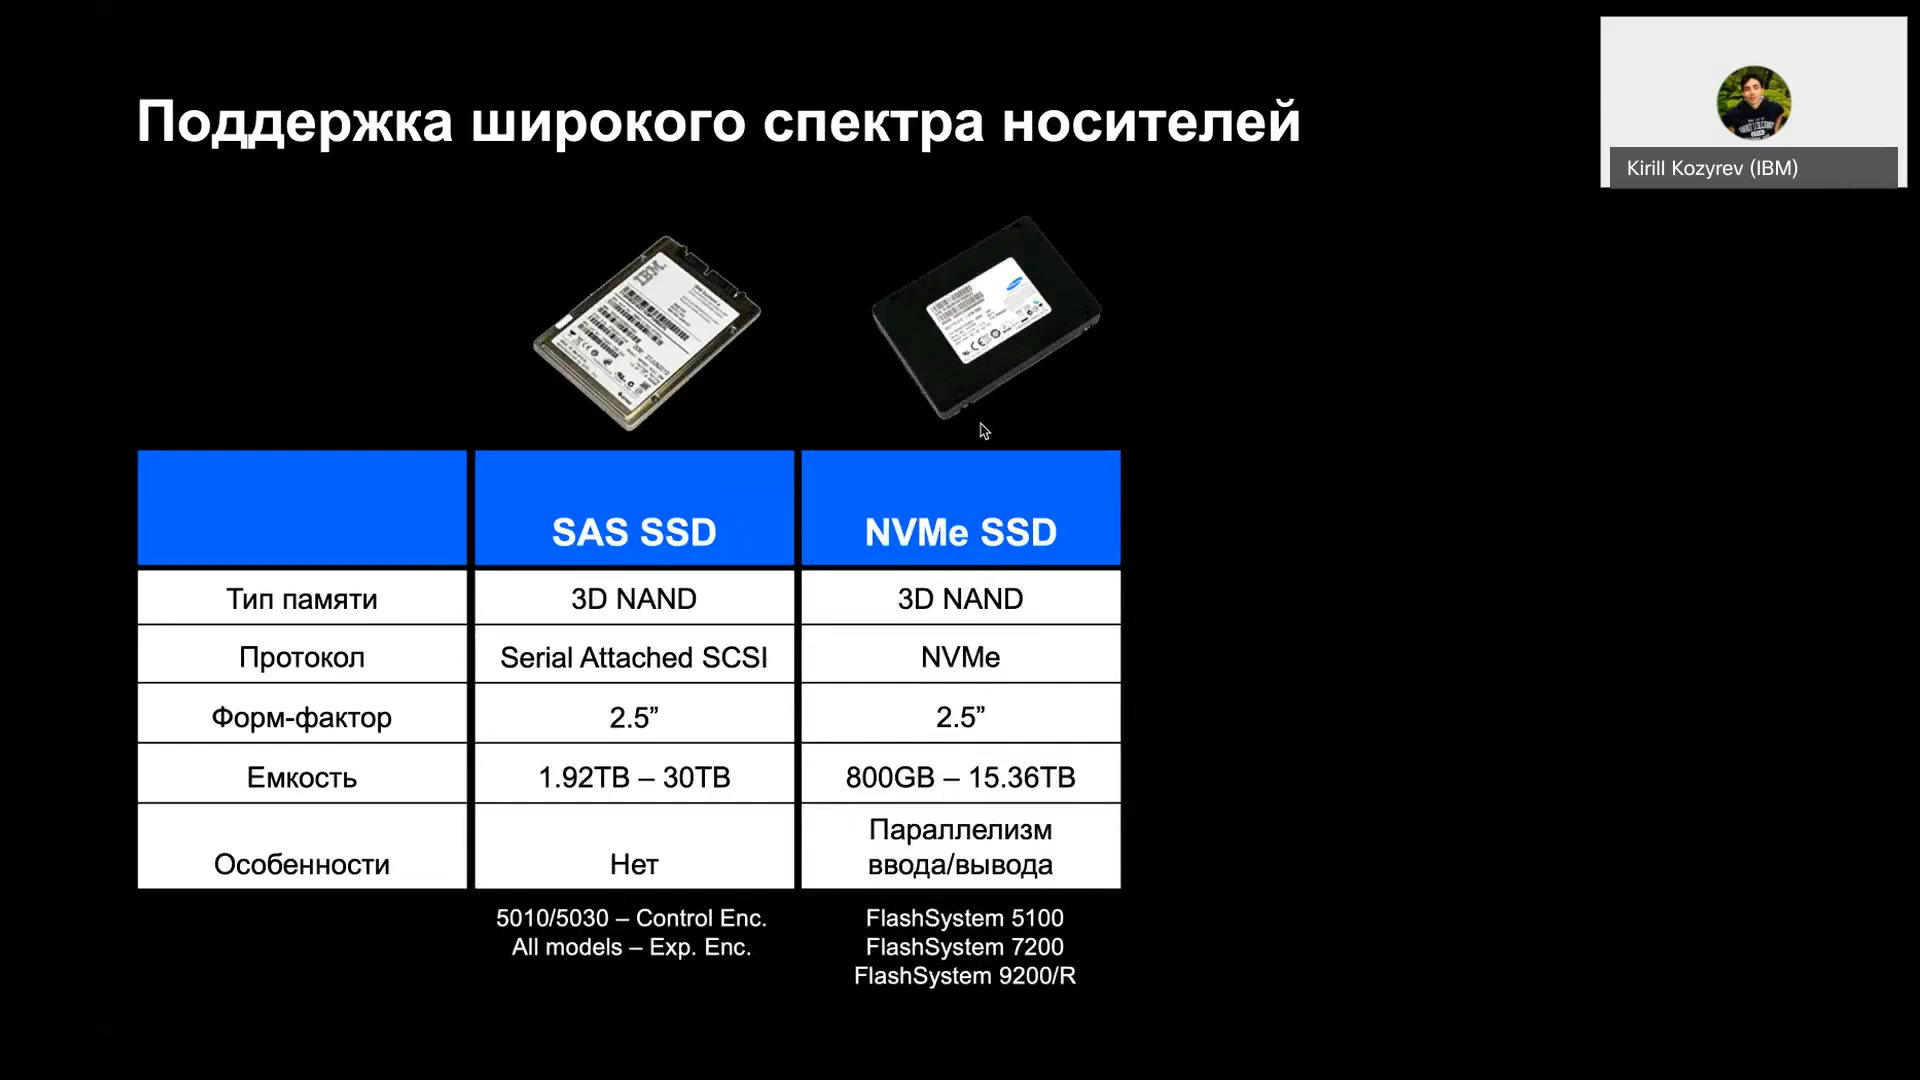 Поддержка широкого спектра носителей
Kirill Kozyrev (IBM)
IBM
SAS SSD
NVMe SSD
Тип памяти
3D NAND
3D NAND
Протокол
Serial Attached SCSI
NVMe
Форм-фактор
2.5”
2.5”
Емкость
1.92TB – 30TB
800GB – 15.36TB
Особенности
Нет
Параллелизм
ввода/вывода
5010/5030 – Control Enc.
All models – Exp. Enc.
FlashSystem 5100
FlashSystem 7200
FlashSystem 9200/R